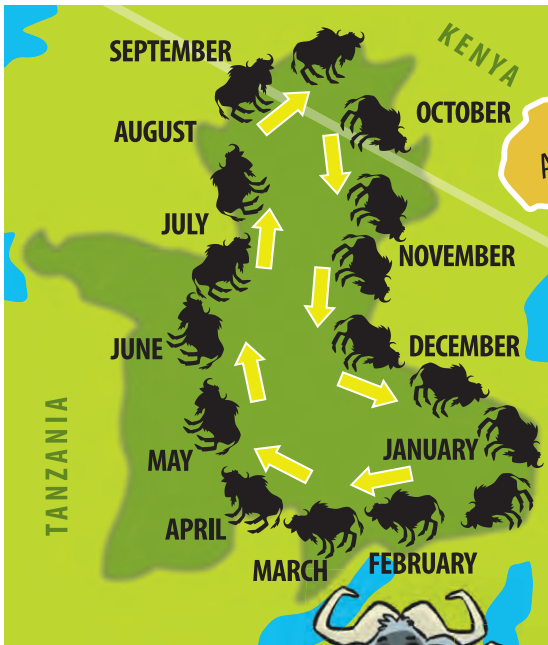 SEPTEMBER
KENYA
OCTOBER
AUGUST
A
JULY
NOVEMBER
JUNE
DECEMBER
TANZANIA
MAY
JANUARY
APRIL
MARCH
FEBRUARY